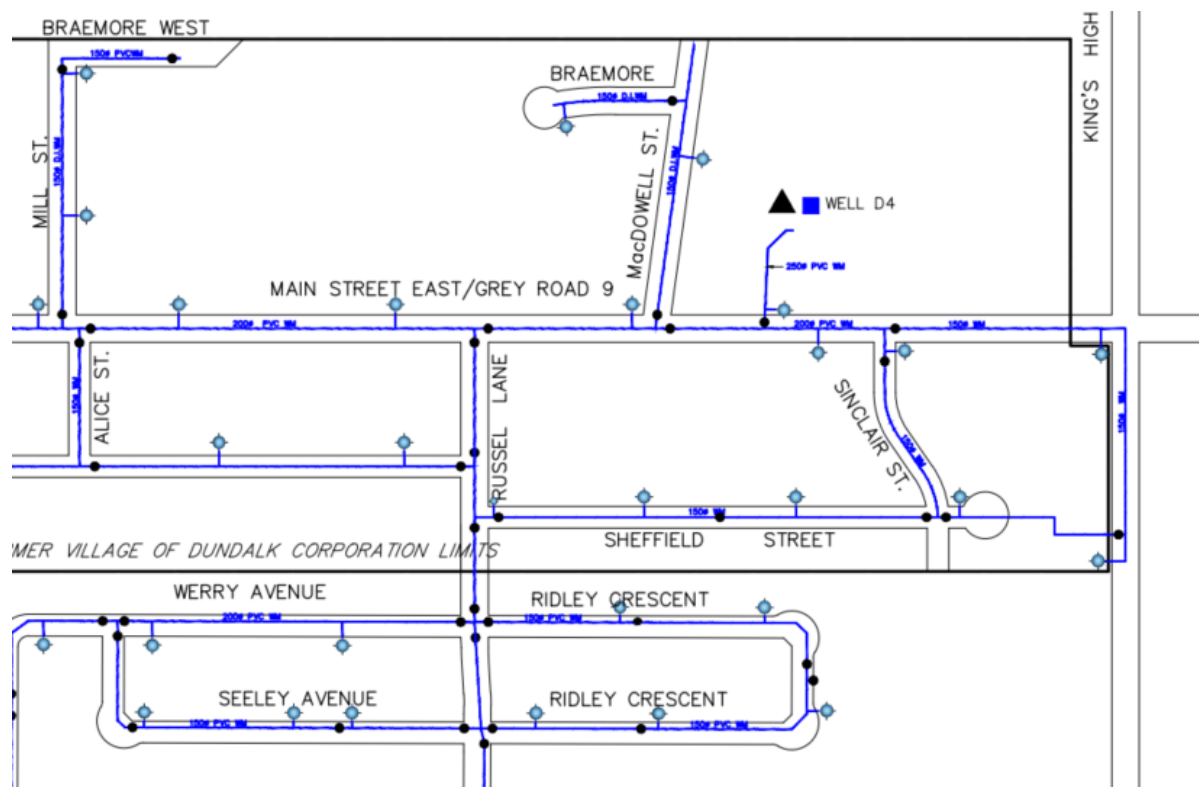 BRAEMORE WEST
150ø PVCWM
KING'S HIGH
BRAEMORE
150ø D.I.WM
MILL ST.
150ø D.I.WM
MacDOWELL ST.
150ø D.I.WM
WELL D4
250ø PVC WM
MAIN STREET EAST/GREY ROAD 9
200ø PVC WM
200ø PVC WM
150ø WM
ALICE ST.
150ø WM
RUSSEL LANE
SINCLAIR ST.
150ø WM
150ø WM
150ø WM
SHEFFIELD STREET
MER VILLAGE OF DUNDALK CORPORATION LIMITS
WERRY AVENUE
RIDLEY CRESCENT
200ø PVC WM
150ø PVC WM
SEELEY AVENUE
RIDLEY CRESCENT
150ø PVC WM
150ø PVC WM